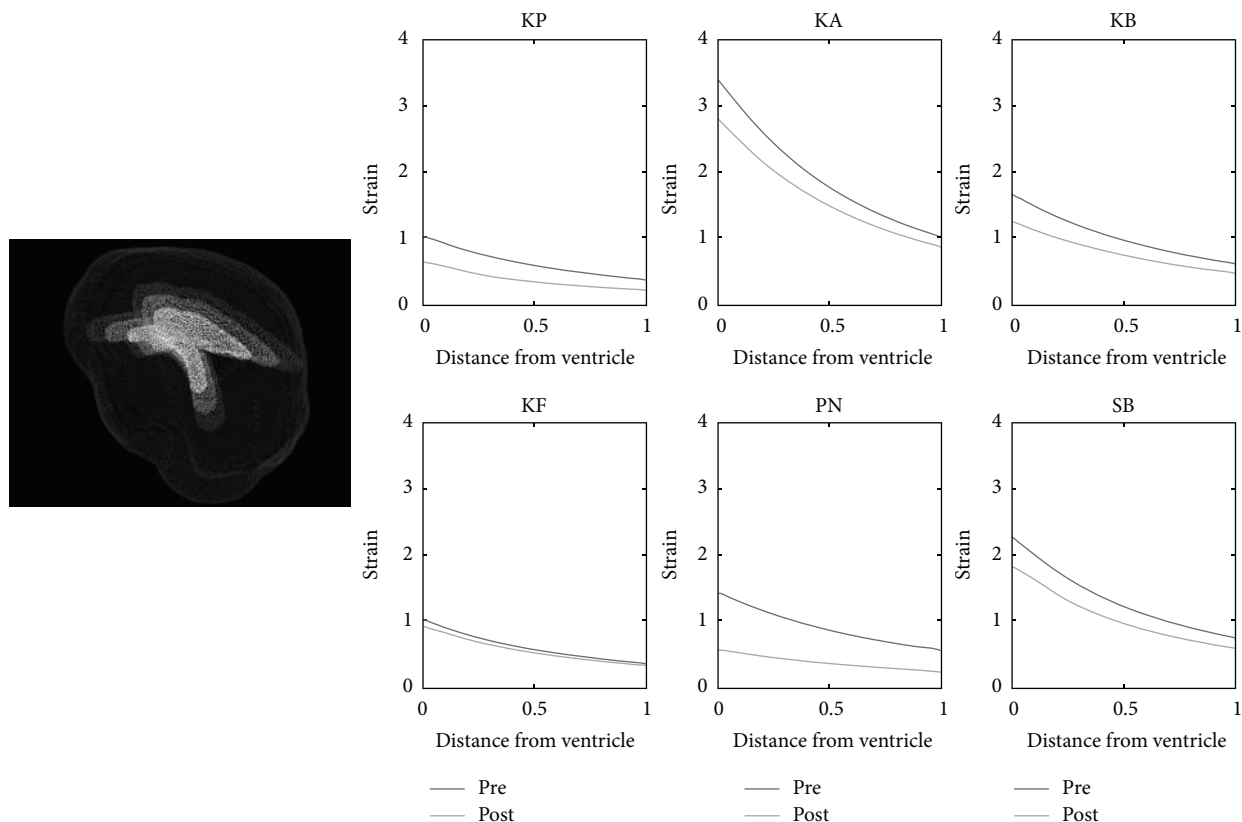 KP
4
3
2
1
0
Strain
0 0.5 1
Distance from ventricle
KA
4
3
2
1
0
Strain
0 0.5 1
Distance from ventricle
KB
4
3
2
1
0
Strain
0 0.5 1
Distance from ventricle
KF
4
3
2
1
0
Strain
0 0.5 1
Distance from ventricle
Pre
Post
PN
4
3
2
1
0
Strain
0 0.5 1
Distance from ventricle
Pre
Post
SB
4
3
2
1
0
Strain
0 0.5 1
Distance from ventricle
Pre
Post